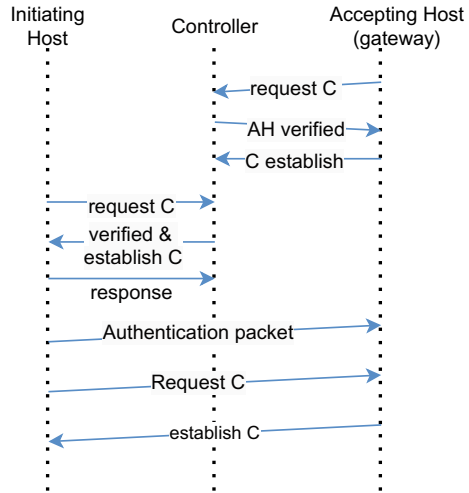 Initiating
Host
Controller
Accepting Host
(gateway)
request C
AH verified
C establish
request C
verified &
establish C
response
Authentication packet
Request C
establish C